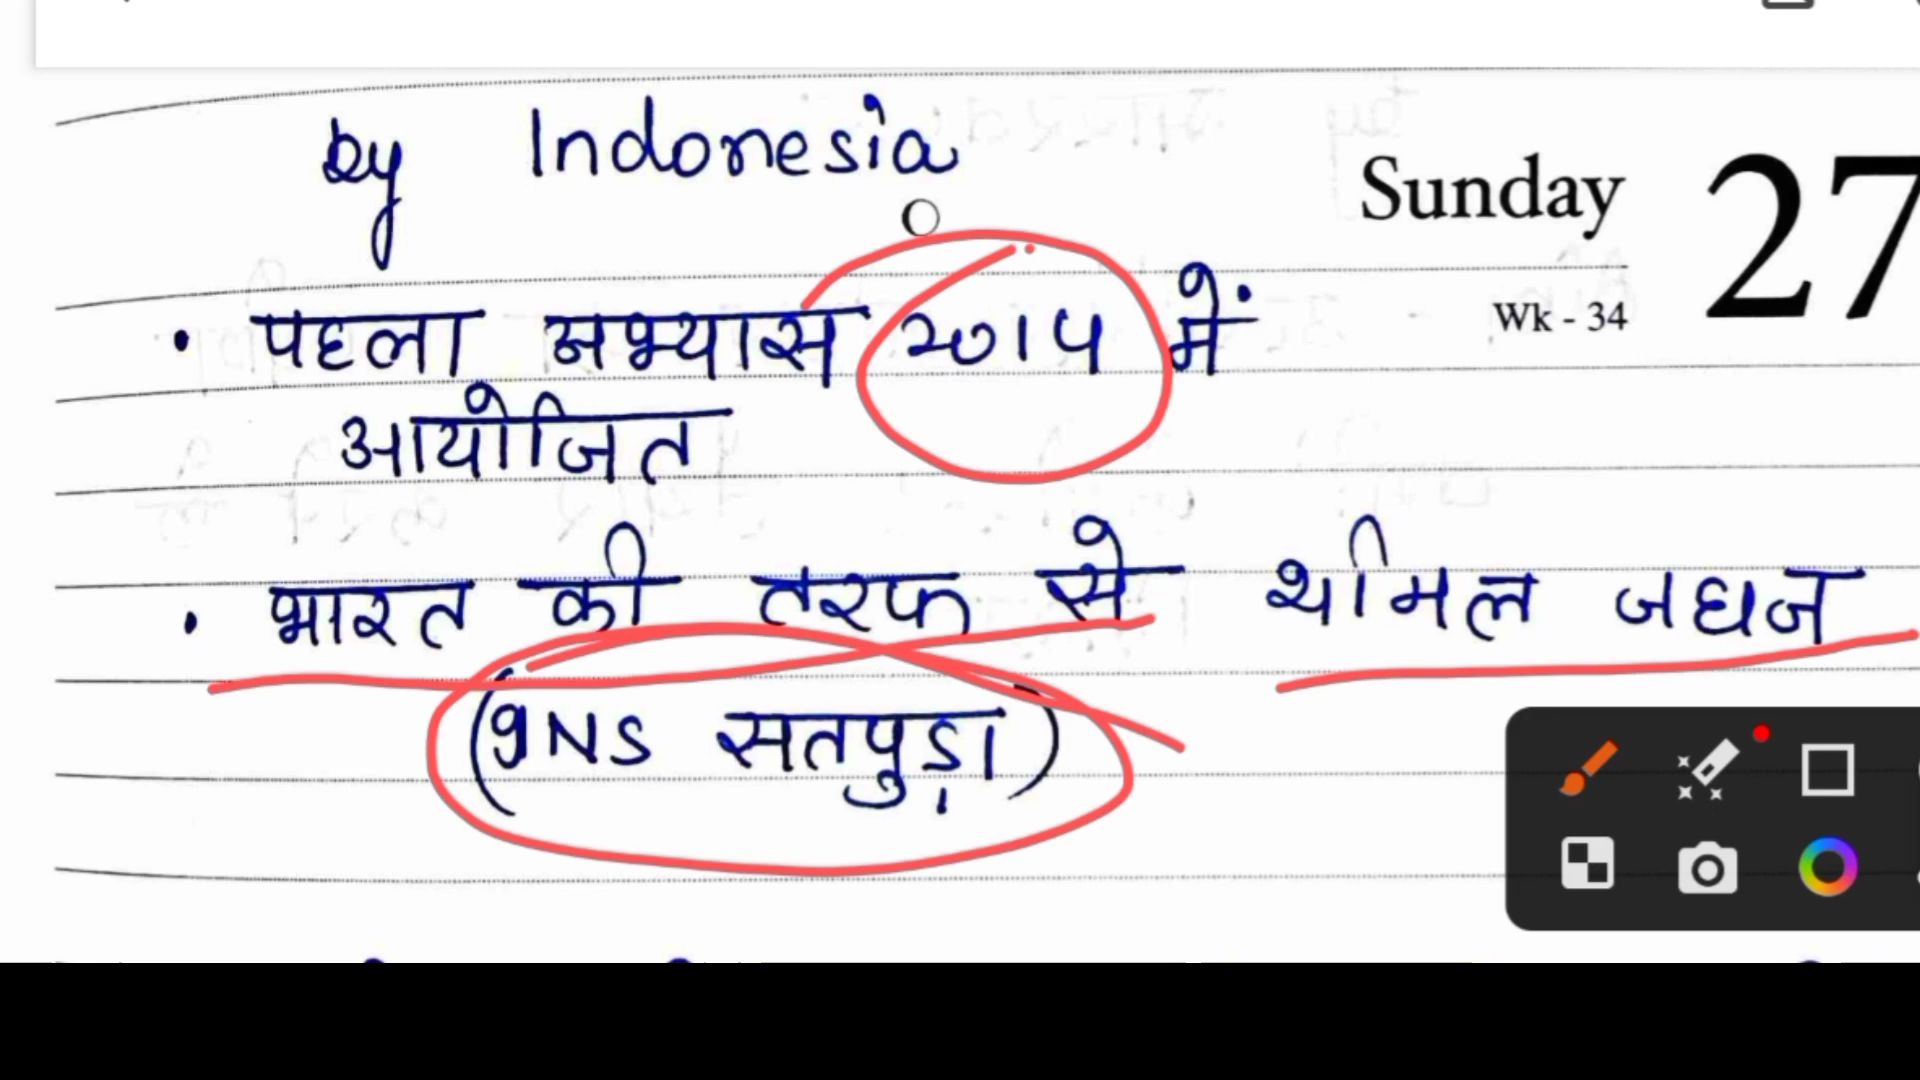 by Indonesia
Sunday 27
Wk - 34
• पहला अभ्यास 2014 में
आयोजित
• भारत की तरफ से शामिल जहाज
(INS सतपुड़ा)